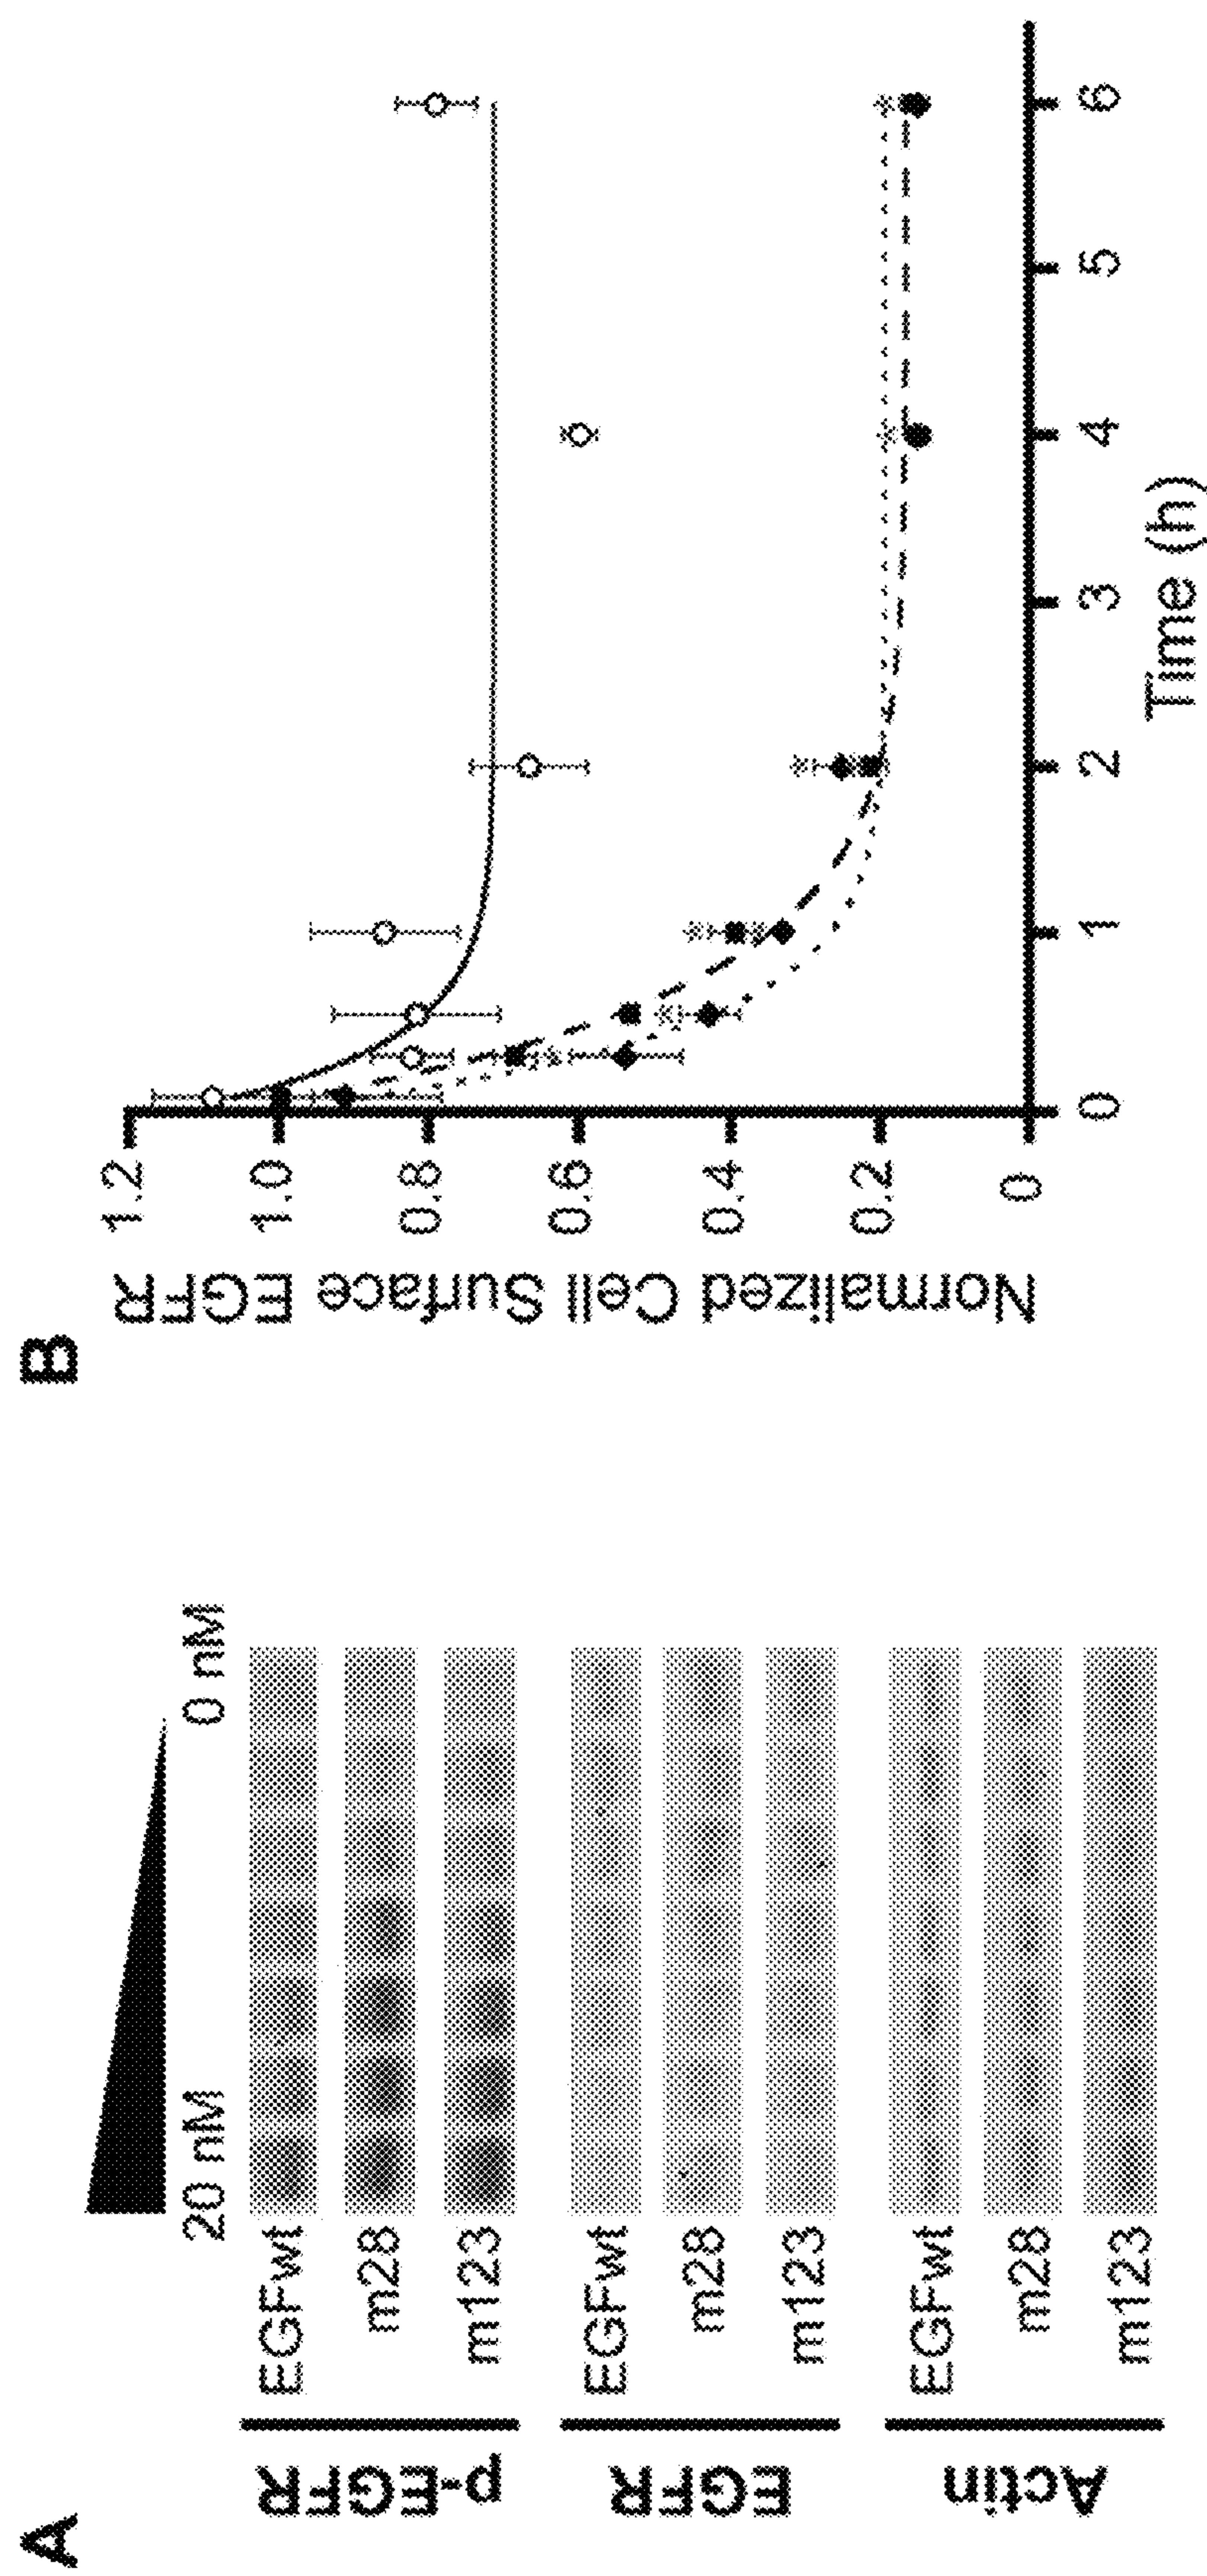 A
20 nM 0 nM
p-EGFR
EGFwt
m28
m123
EGFR
EGFwt
m28
m123
Actin
EGFwt
m28
m123
B
Normalized Cell Surface EGFR
1.2
1.0
0.8
0.6
0.4
0.2
0
0 1 2 3 4 5 6
Time (h)